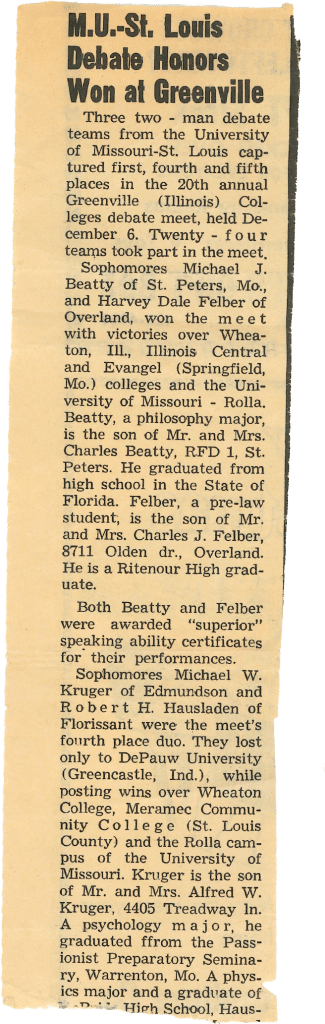 M.U.-St. Louis
Debate Honors
Won at Greenville
Three two - man debate
teams from the University
of Missouri-St. Louis cap-
tured first, fourth and fifth
places in the 20th annual
Greenville (Illinois) Col-
leges debate meet, held De-
cember 6. Twenty - four
teams took part in the meet.
Sophomores Michael J.
Beatty of St. Peters, Mo.,
and Harvey Dale Felber of
Overland, won the meet
with victories over Whea-
ton, Ill., Illinois Central
and Evangel (Springfield,
Mo.) colleges and the Uni-
versity of Missouri - Rolla.
Beatty, a philosophy major,
is the son of Mr. and Mrs.
Charles Beatty, RFD 1, St.
Peters. He graduated from
high school in the State of
Florida. Felber, a pre-law
student, is the son of Mr.
and Mrs. Charles J. Felber,
8711 Olden dr., Overland.
He is a Ritenour High grad-
uate.
Both Beatty and Felber
were awarded "superior"
speaking ability certificates
for their performances.
Sophomores Michael W.
Kruger of Edmundson and
Robert H. Hausladen of
Florissant were the meet's
fourth place duo. They lost
only to DePauw University
(Greencastle, Ind.), while
posting wins over Wheaton
College, Meramec Commu-
nity College (St. Louis
County) and the Rolla cam-
pus of the University of
Missouri. Kruger is the son
of Mr. and Mrs. Alfred W.
Kruger, 4405 Treadway ln.
A psychology major, he
graduated ffrom the Pass-
ionist Preparatory Semina-
ry, Warrenton, Mo. A phys-
ics major and a graduate of
High School, Haus-